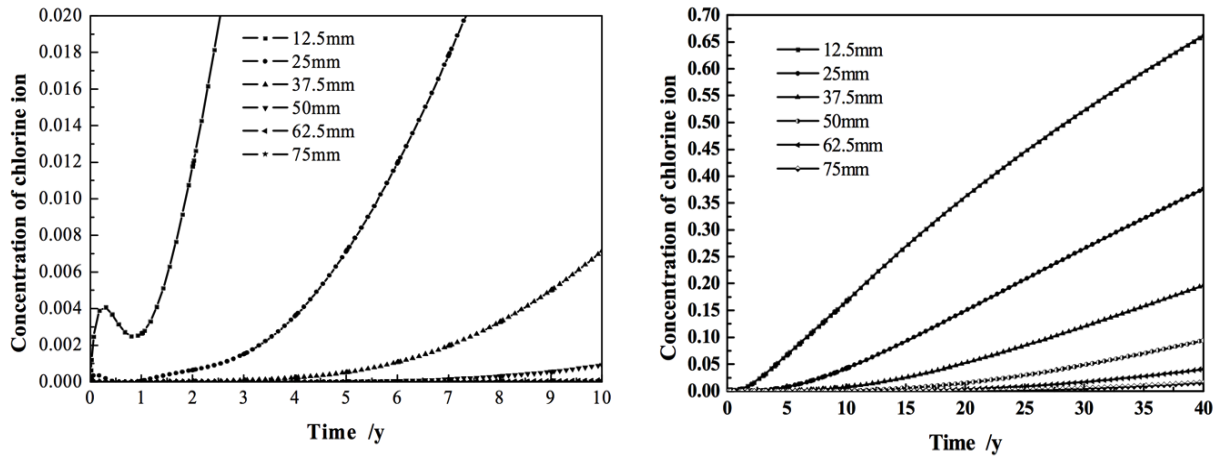 0.020
0.018
0.016
0.014
0.012
0.010
0.008
0.006
0.004
0.002
0.000
Concentration of chlorine ion
12.5mm
25mm
37.5mm
50mm
62.5mm
75mm
0 1 2 3 4 5 6 7 8 9 10
Time /y
0.70
0.65
0.60
0.55
0.50
0.45
0.40
0.35
0.30
0.25
0.20
0.15
0.10
0.05
0.00
Concentration of chlorine ion
12.5mm
25mm
37.5mm
50mm
62.5mm
75mm
0 5 10 15 20 25 30 35 40
Time /y